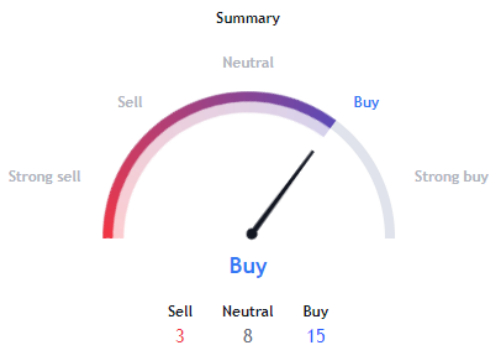 Summary
Neutral
Sell
Buy
Strong sell
Strong buy
Buy
Sell Neutral Buy
3 8 15